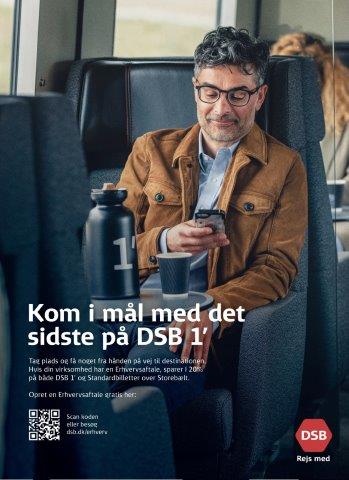 DSB
1'
Kom i mål med det
sidste på DSB 1'
Tag plads og få noget fra hånden på vej til destinationen.
Hvis din virksomhed har en Erhvervsaftale, sparer I 20%
på både DSB 1' og Standardbilletter over Storebælt.
Opret en Erhvervsaftale gratis her:
Scan koden
eller besøg
dsb.dk/erhverv
DSB
Rejs med